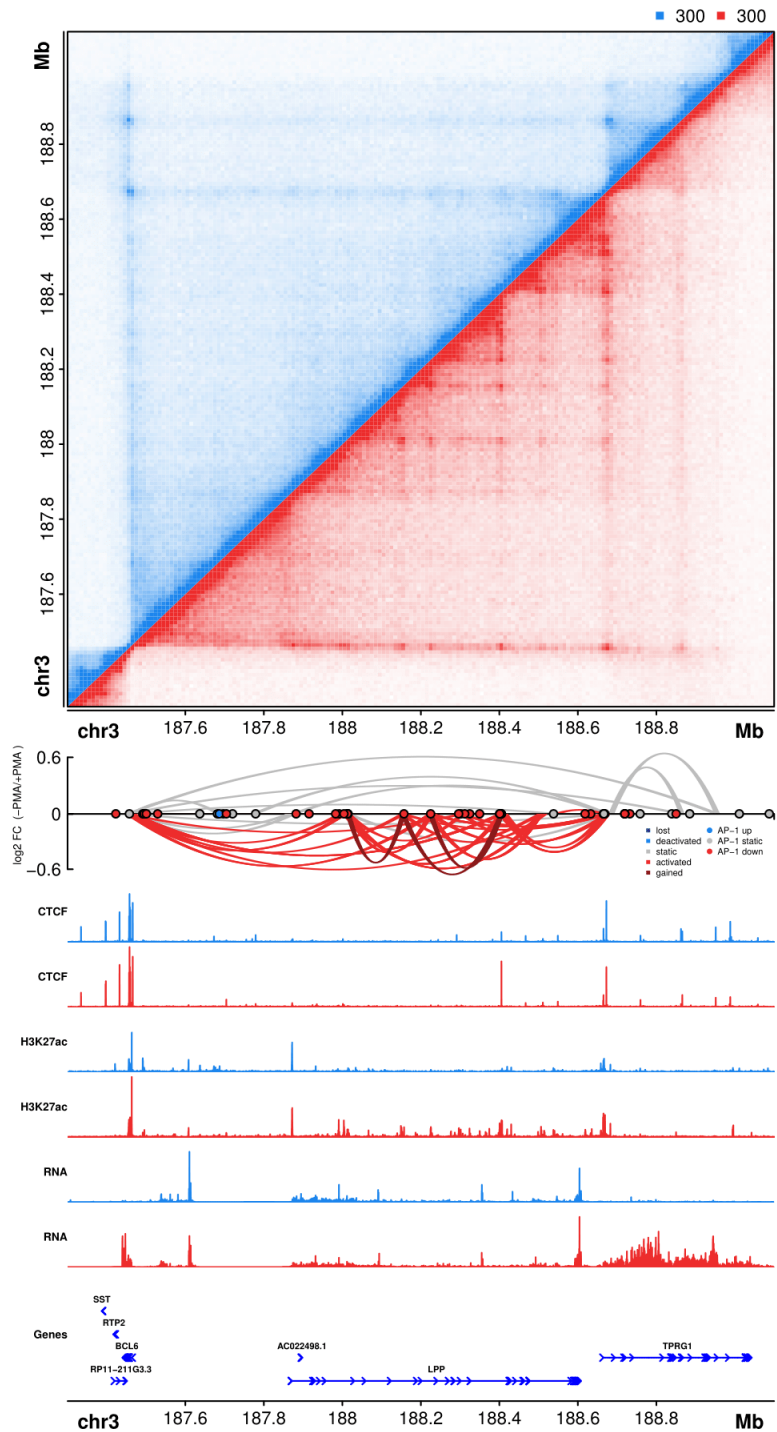 300 300
Mb
188.8
188.6
188.4
188.2
188
187.8
187.6
chr3
chr3 187.6 187.8 188 188.2 188.4 188.6 188.8 Mb
log2 FC (−PMA/+PMA )
0.6
0
−0.6
lost
deactivated
static
activated
gained
AP−1 up
AP−1 static
AP−1 down
CTCF
CTCF
H3K27ac
H3K27ac
RNA
RNA
Genes
SST
RTP2
BCL6 AC022498.1 TPRG1
RP11−211G3.3 LPP
chr3 187.6 187.8 188 188.2 188.4 188.6 188.8 Mb